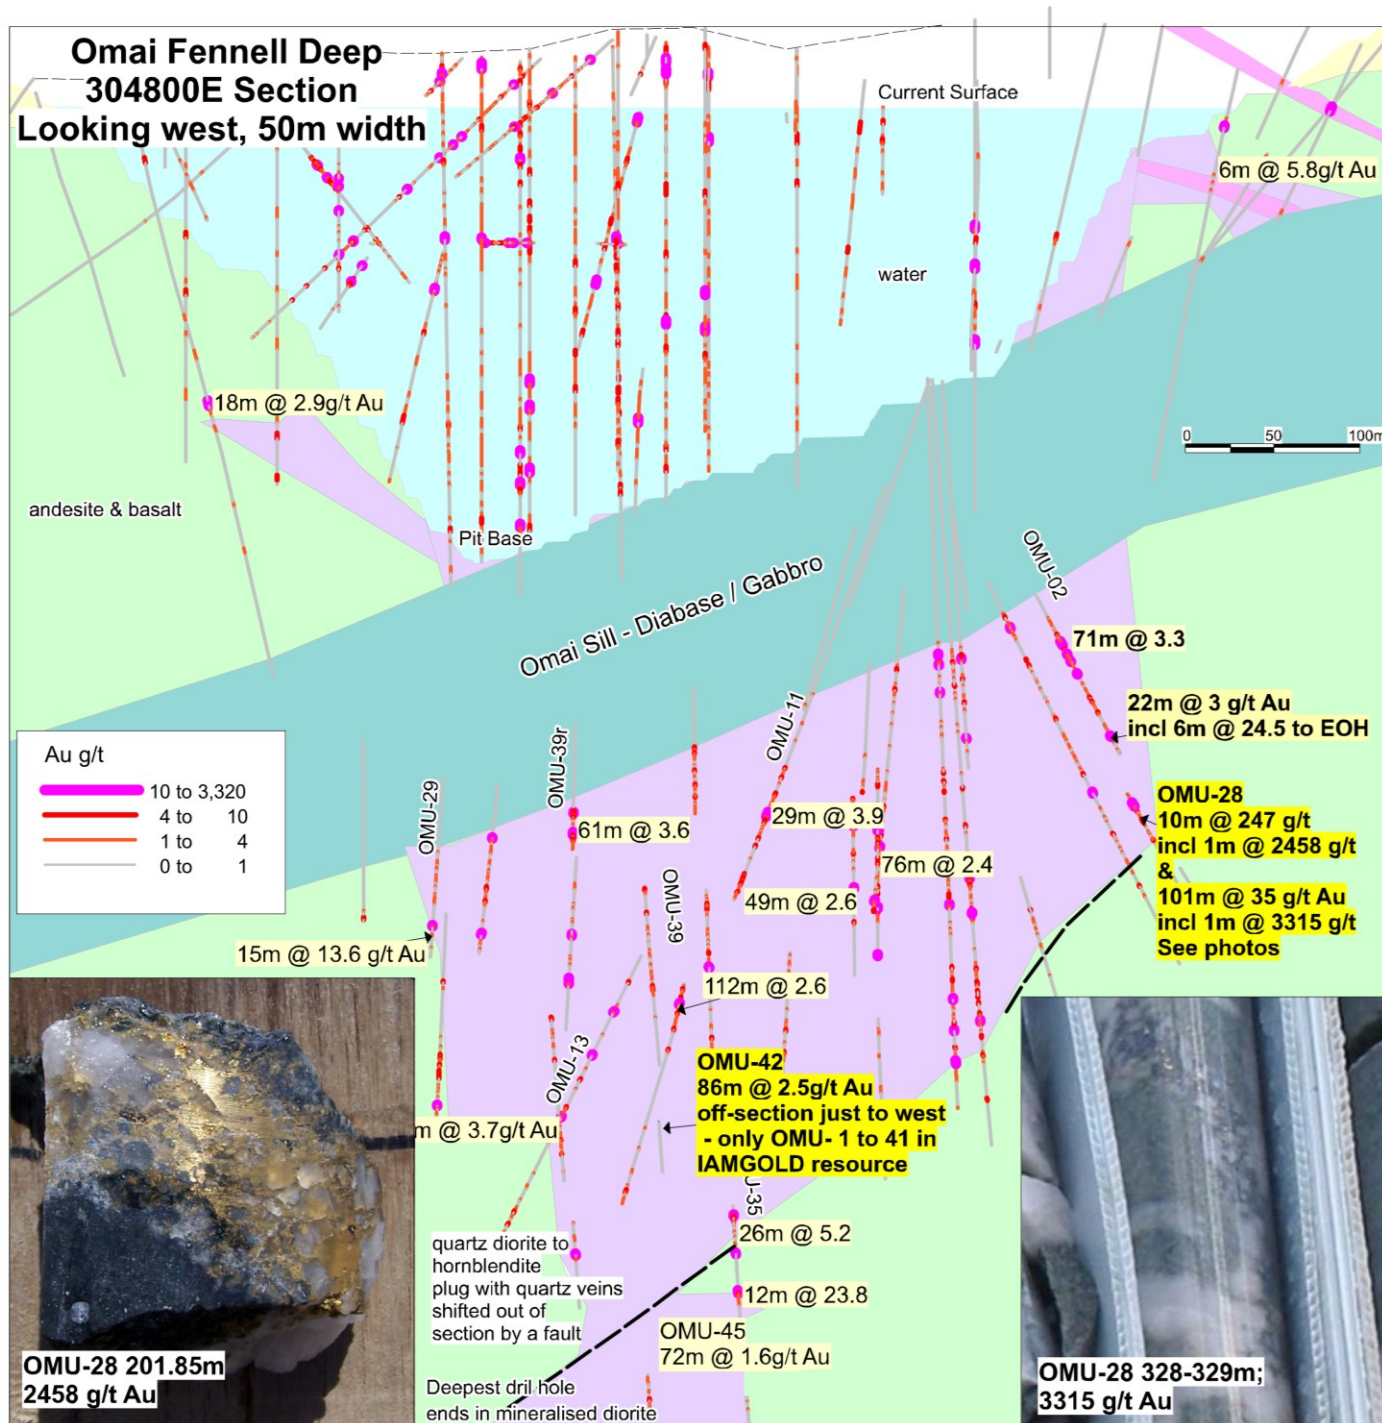 Omai Fennell Deep
304800E Section
Looking west, 50m width
Current Surface
6m @ 5.8g/t Au
water
18m @ 2.9g/t Au
0 50 100m
andesite & basalt
Pit Base
OMU-02
Omai Sill - Diabase / Gabbro
71m @ 3.3
22m @ 3 g/t Au
incl 6m @ 24.5 to EOH
OMU-11
OMU-39r
OMU-29
Au g/t
10 to 3,320
4 to 10
1 to 4
0 to 1
OMU-28
10m @ 247 g/t
incl 1m @ 2458 g/t
&
101m @ 35 g/t Au
incl 1m @ 3315 g/t
See photos
61m @ 3.6
29m @ 3.9
76m @ 2.4
49m @ 2.6
OMU-39
15m @ 13.6 g/t Au
112m @ 2.6
OMU-13
OMU-42
86m @ 2.5g/t Au
off-section just to west
- only OMU- 1 to 41 in
IAMGOLD resource
m @ 3.7g/t Au
U-35
26m @ 5.2
12m @ 23.8
quartz diorite to
hornblendite
plug with quartz veins
shifted out of
section by a fault
OMU-45
72m @ 1.6g/t Au
Deepest dril hole
ends in mineralised diorite
OMU-28 201.85m
2458 g/t Au
OMU-28 328-329m;
3315 g/t Au